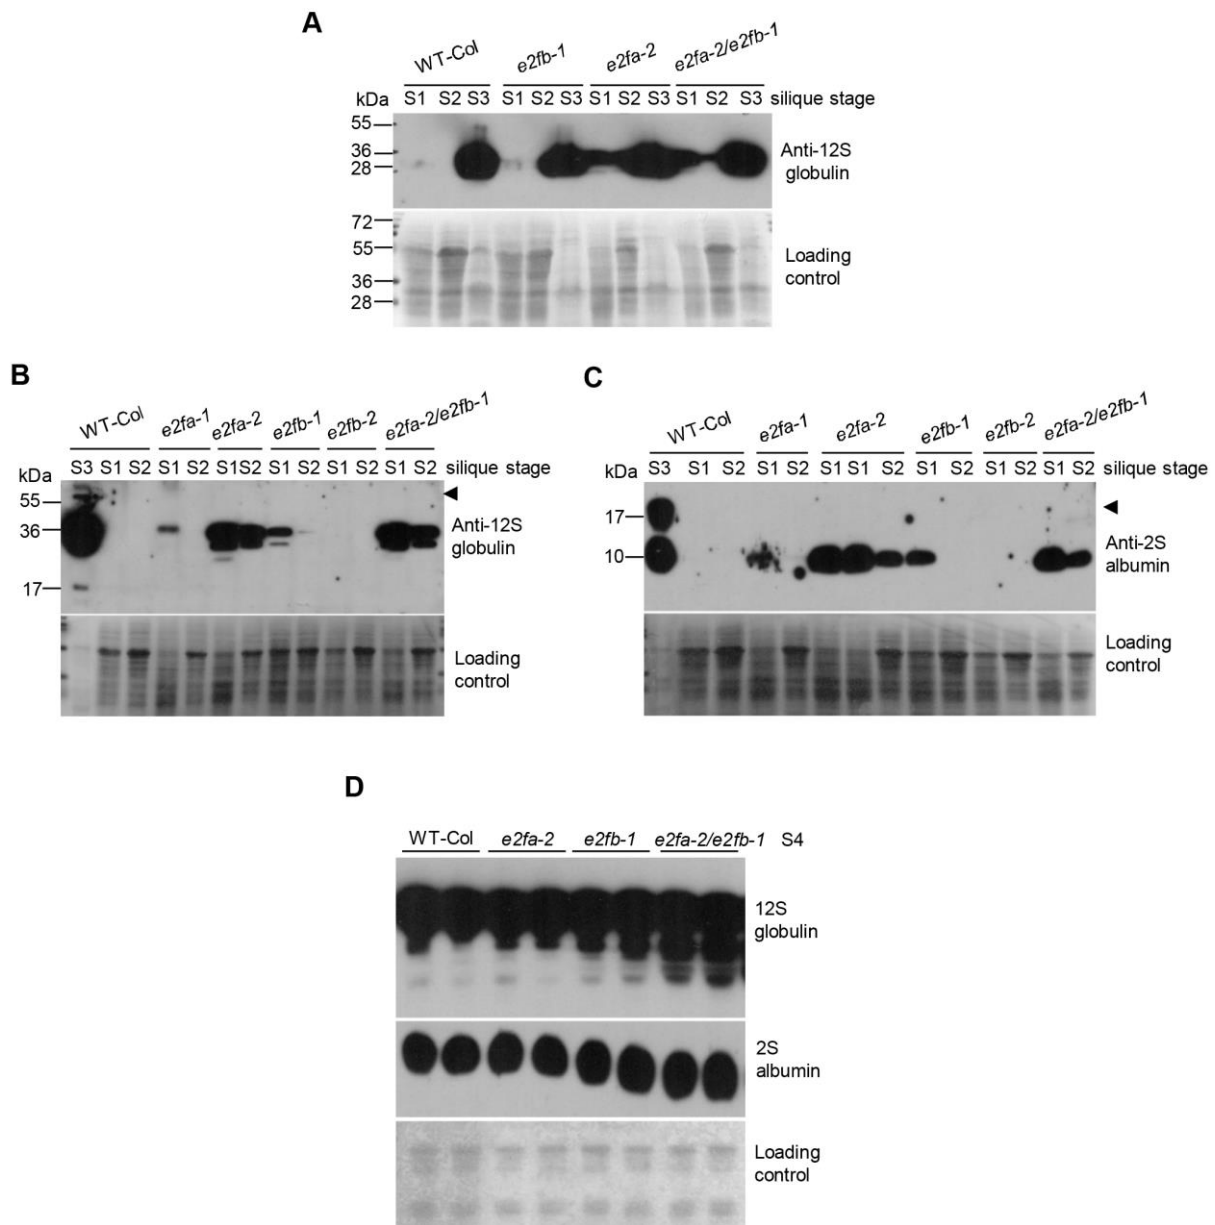 A
WT-Col e2fb-1 e2fa-2 e2fa-2/e2fb-1
kDa S1 S2 S3 S1 S2 S3 S1 S2 S3 S1 S2 S3 silique stage
55
36
28
Anti-12S
globulin
72
55
36
28
Loading
control
B
WT-Col e2fa-1 e2fa-2 e2fb-1 e2fb-2 e2fa-2/e2fb-1
kDa S3 S1 S2 S1 S2 S1 S2 S1 S2 S1 S2 S1 S2 silique stage
55
36
17
Anti-12S
globulin
Loading
control
C
WT-Col e2fa-1 e2fa-2 e2fb-1 e2fb-2 e2fa-2/e2fb-1
kDa S3 S1 S2 S1 S2 S1 S1 S2 S1 S2 S1 S2 S1 S2 silique stage
17
10
Anti-2S
albumin
Loading
control
D
WT-Col e2fa-2 e2fb-1 e2fa-2/e2fb-1 S4
12S
globulin
2S
albumin
Loading
control